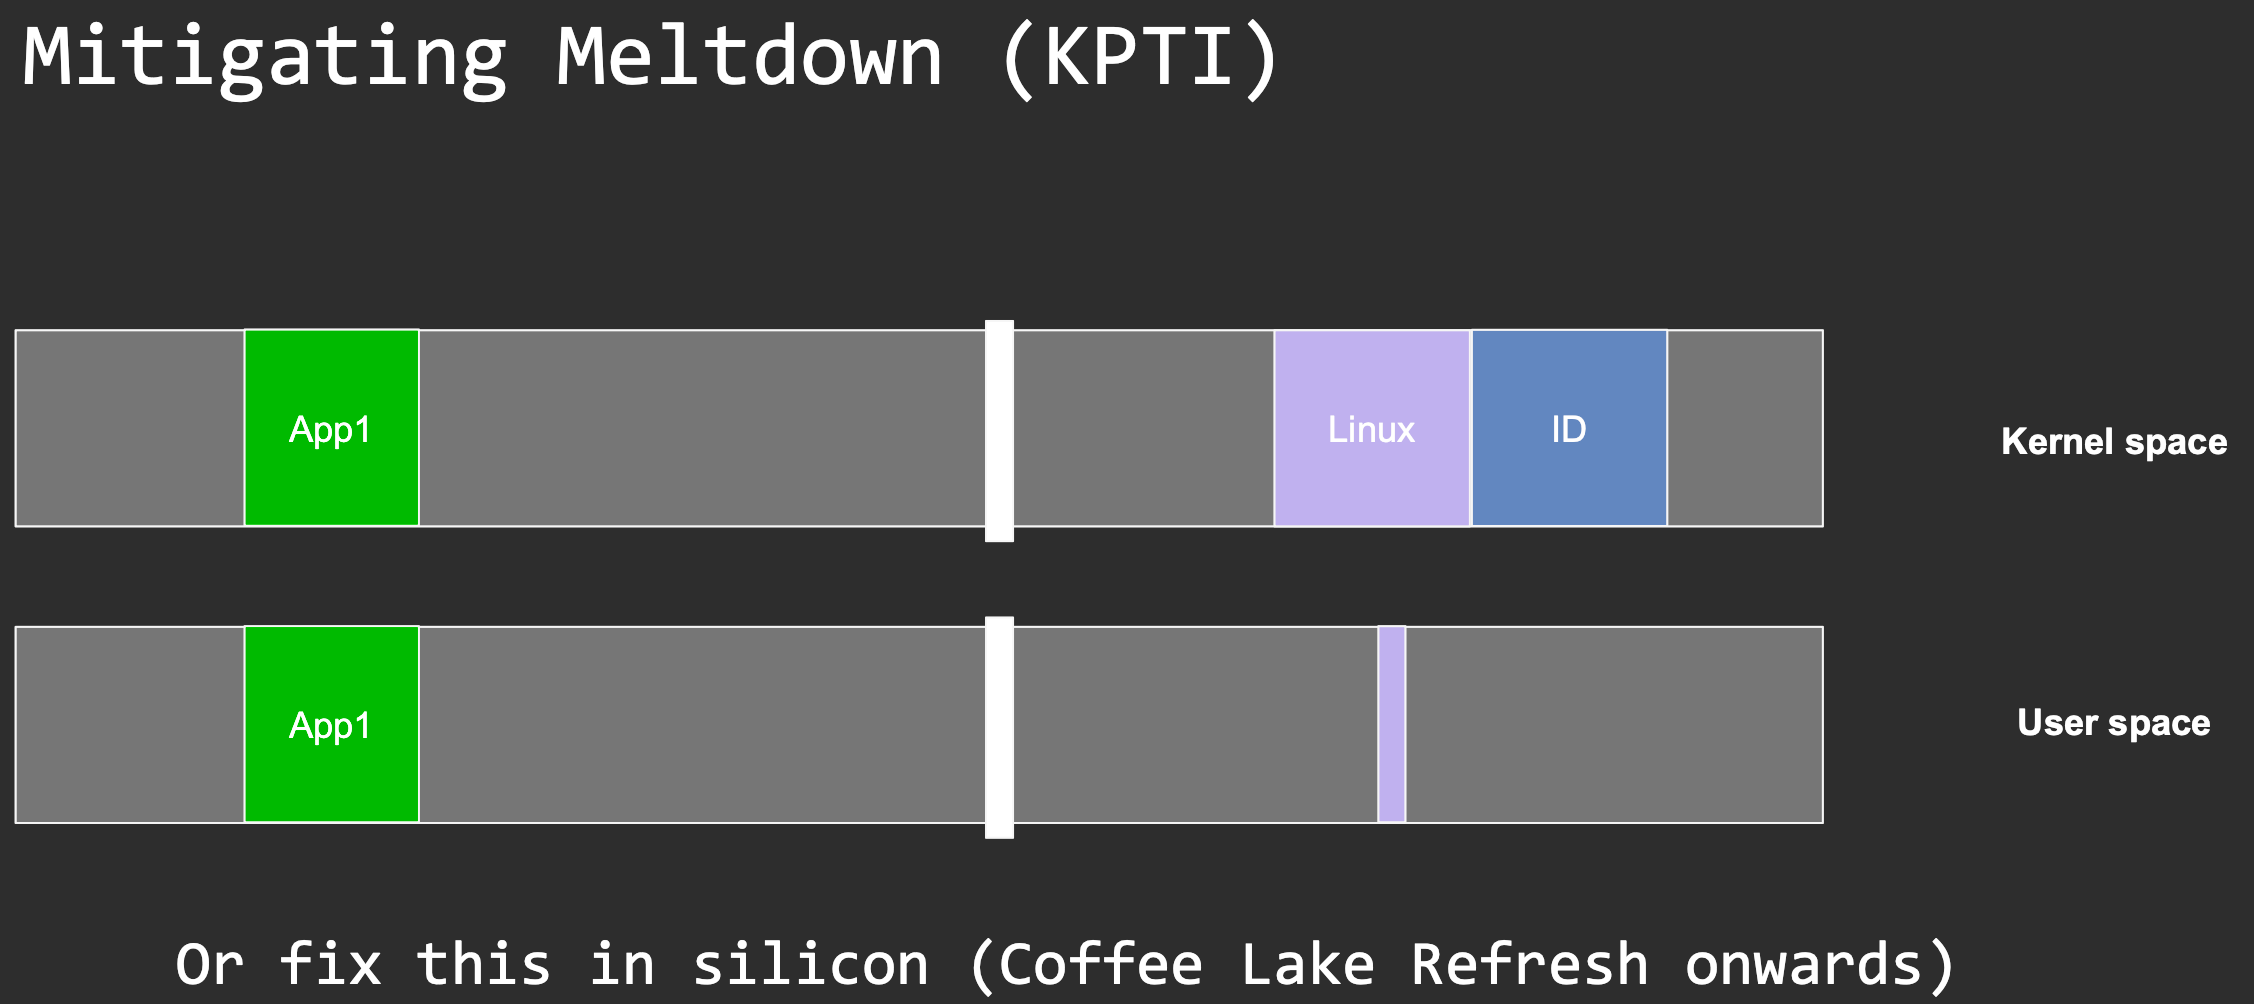 Mitigating Meltdown (KPTI)
App1
Linux
ID
Kernel space
App1
User space
Or fix this in silicon (Coffee Lake Refresh onwards)